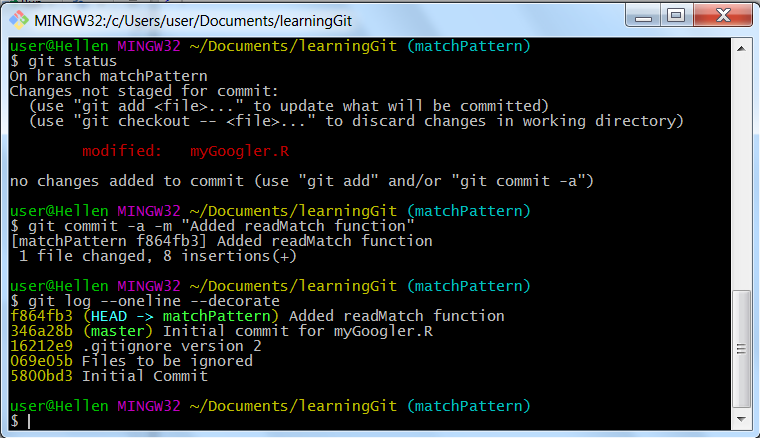 MINGW32:/c/Users/user/Documents/learningGit
user@Hellen MINGW32 ~/Documents/learningGit (matchPattern)
$ git status
On branch matchPattern
Changes not staged for commit:
  (use "git add <file>..." to update what will be committed)
  (use "git checkout -- <file>..." to discard changes in working directory)
        modified:   myGoogler.R
no changes added to commit (use "git add" and/or "git commit -a")
user@Hellen MINGW32 ~/Documents/learningGit (matchPattern)
$ git commit -a -m "Added readMatch function"
[matchPattern f864fb3] Added readMatch function
 1 file changed, 8 insertions(+)
user@Hellen MINGW32 ~/Documents/learningGit (matchPattern)
$ git log --oneline --decorate
f864fb3 (HEAD -> matchPattern) Added readMatch function
346a28b (master) Initial commit for myGoogler.R
16212e9 .gitignore version 2
069e05b Files to be ignored
5800bd3 Initial Commit
user@Hellen MINGW32 ~/Documents/learningGit (matchPattern)
$